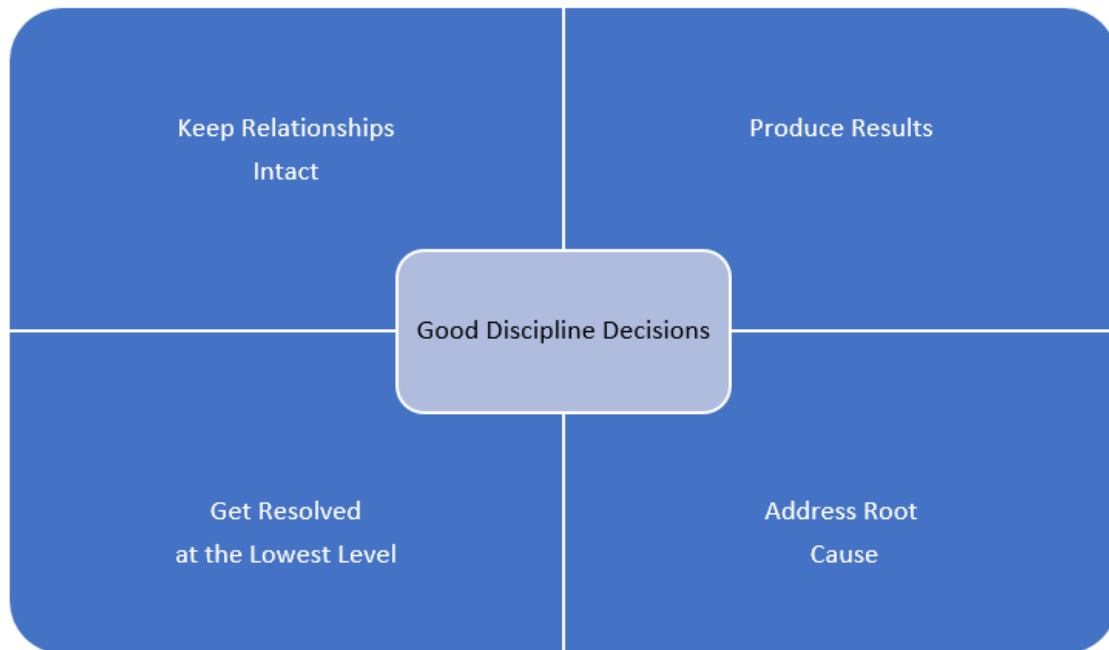 Keep Relationships
Intact
Produce Results
Good Discipline Decisions
Get Resolved
at the Lowest Level
Address Root
Cause